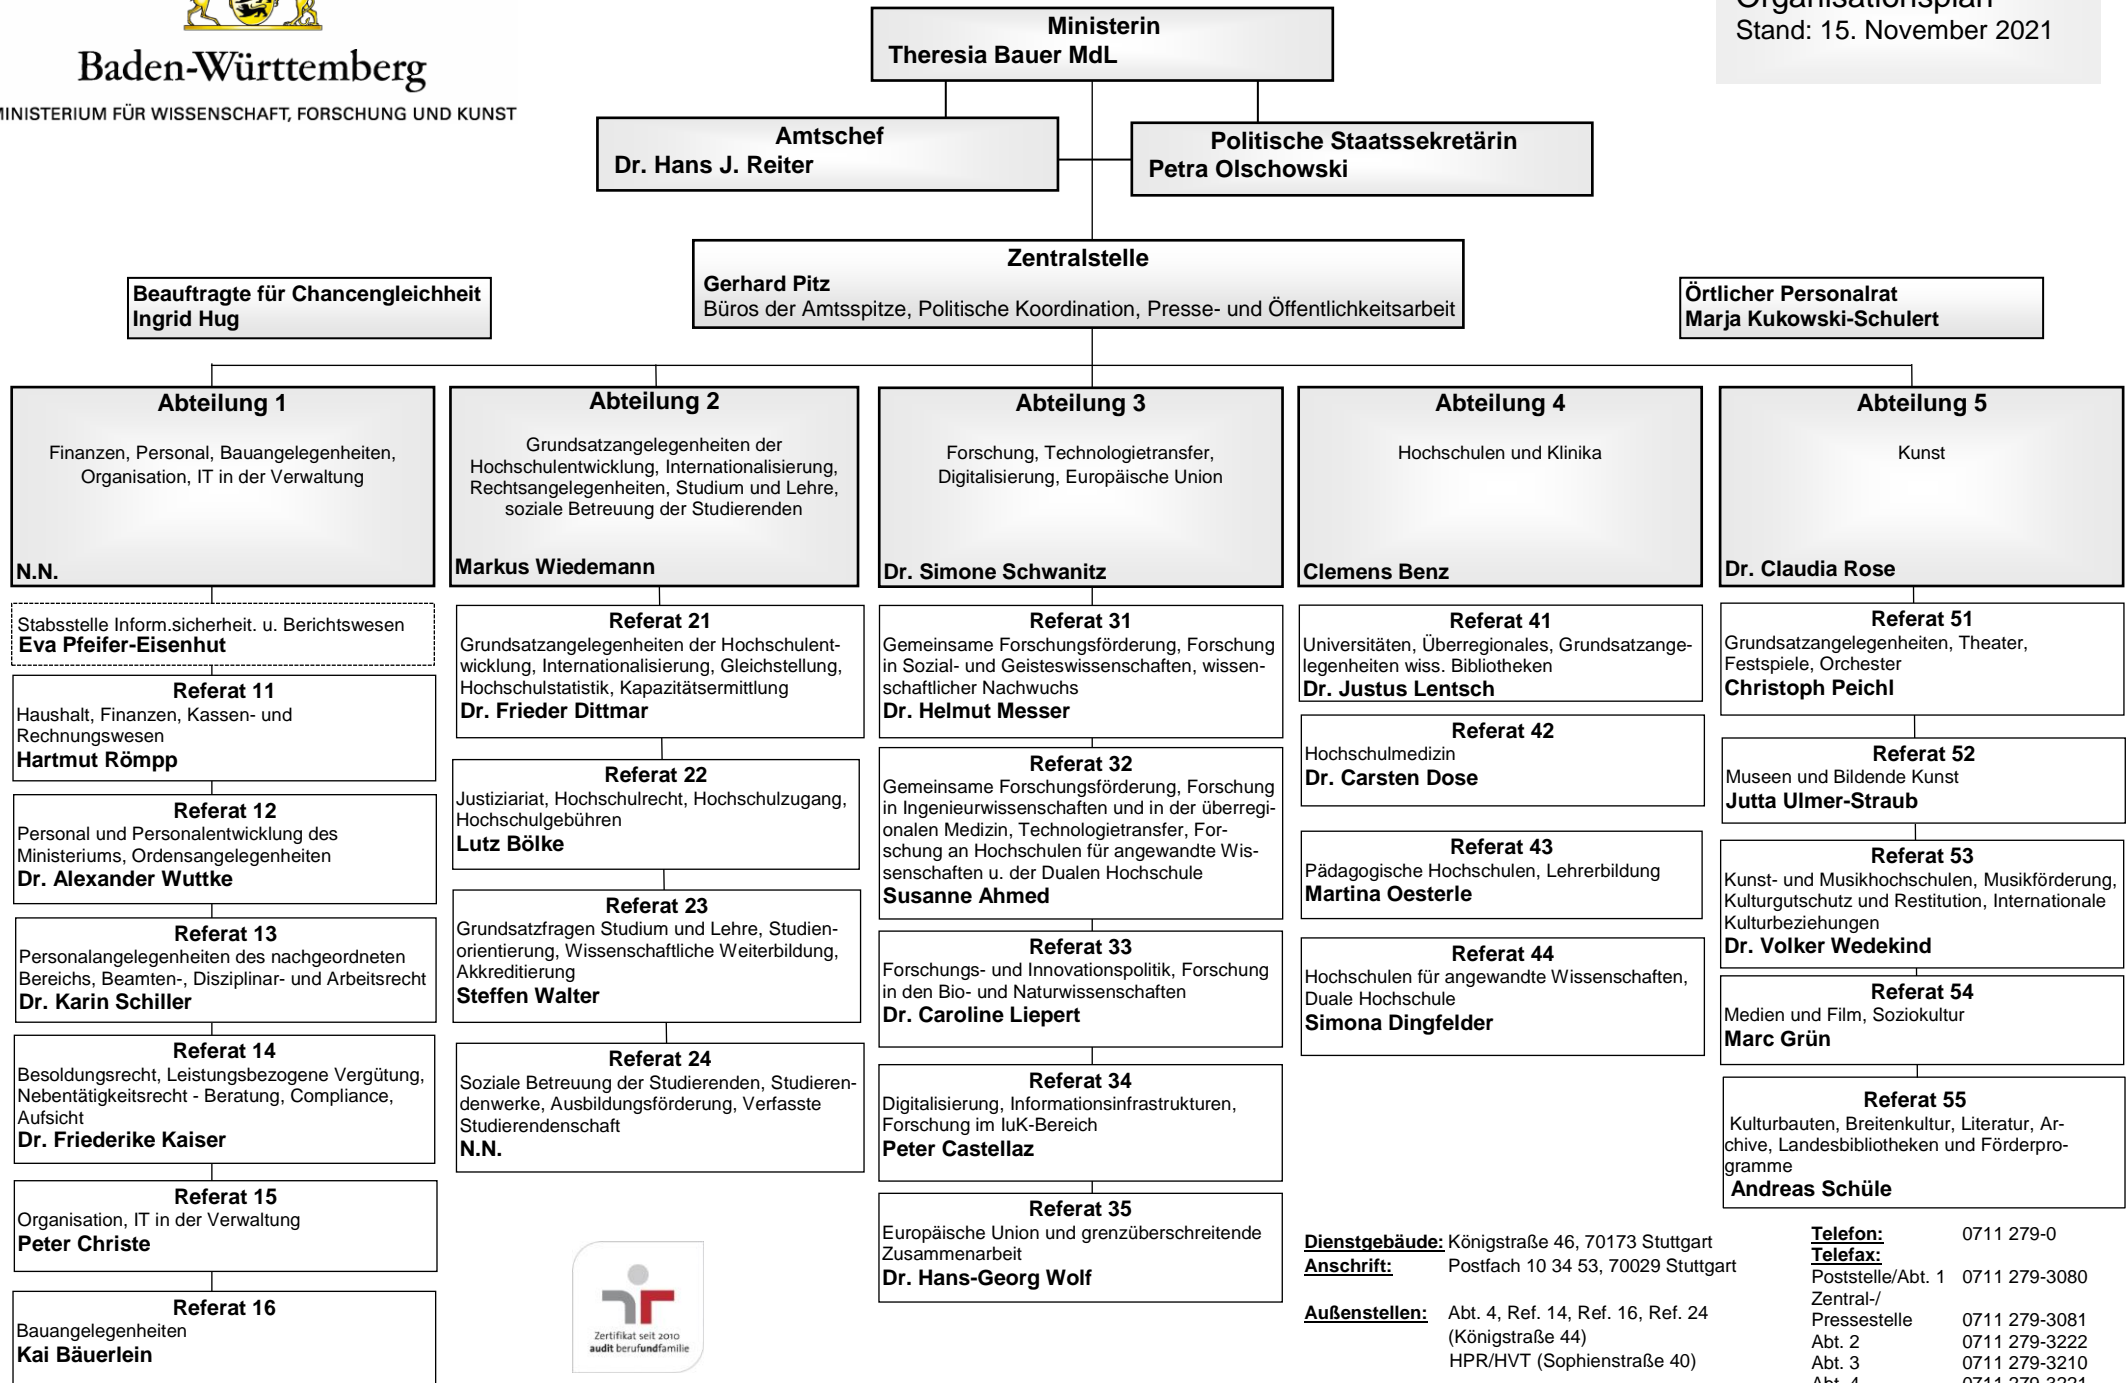 Organisationsplan
Stand: 15. November 2021
Baden-Württemberg
MINISTERIUM FÜR WISSENSCHAFT, FORSCHUNG UND KUNST
Ministerin
Theresia Bauer MdL
Amtschef
Dr. Hans J. Reiter
Politische Staatssekretärin
Petra Olschowski
Zentralstelle
Gerhard Pitz
Büros der Amtsspitze, Politische Koordination, Presse- und Öffentlichkeitsarbeit
Beauftragte für Chancengleichheit
Ingrid Hug
Örtlicher Personalrat
Marja Kukowski-Schulert
Abteilung 1
Finanzen, Personal, Bauangelegenheiten,
Organisation, IT in der Verwaltung
N.N.
Stabsstelle Inform.sicherheit. u. Berichtswesen
Eva Pfeifer-Eisenhut
Referat 11
Haushalt, Finanzen, Kassen- und
Rechnungswesen
Hartmut Römpp
Referat 12
Personal und Personalentwicklung des
Ministeriums, Ordensangelegenheiten
Dr. Alexander Wuttke
Referat 13
Personalangelegenheiten des nachgeordneten
Bereichs, Beamten-, Disziplinar- und Arbeitsrecht
Dr. Karin Schiller
Referat 14
Besoldungsrecht, Leistungsbezogene Vergütung,
Nebentätigkeitsrecht - Beratung, Compliance,
Aufsicht
Dr. Friederike Kaiser
Referat 15
Organisation, IT in der Verwaltung
Peter Christe
Referat 16
Bauangelegenheiten
Kai Bäuerlein
Abteilung 2
Grundsatzangelegenheiten der
Hochschulentwicklung, Internationalisierung,
Rechtsangelegenheiten, Studium und Lehre,
soziale Betreuung der Studierenden
Markus Wiedemann
Referat 21
Grundsatzangelegenheiten der Hochschulent-
wicklung, Internationalisierung, Gleichstellung,
Hochschulstatistik, Kapazitätsermittlung
Dr. Frieder Dittmar
Referat 22
Justiziariat, Hochschulrecht, Hochschulzugang,
Hochschulgebühren
Lutz Bölke
Referat 23
Grundsatzfragen Studium und Lehre, Studien-
orientierung, Wissenschaftliche Weiterbildung,
Akkreditierung
Steffen Walter
Referat 24
Soziale Betreuung der Studierenden, Studieren-
denwerke, Ausbildungsförderung, Verfasste
Studierendenschaft
N.N.
Zertifikat seit 2010
audit berufundfamilie
Abteilung 3
Forschung, Technologietransfer,
Digitalisierung, Europäische Union
Dr. Simone Schwanitz
Referat 31
Gemeinsame Forschungsförderung, Forschung
in Sozial- und Geisteswissenschaften, wissen-
schaftlicher Nachwuchs
Dr. Helmut Messer
Referat 32
Gemeinsame Forschungsförderung, Forschung
in Ingenieurwissenschaften und in der überregi-
onalen Medizin, Technologietransfer, For-
schung an Hochschulen für angewandte Wis-
senschaften u. der Dualen Hochschule
Susanne Ahmed
Referat 33
Forschungs- und Innovationspolitik, Forschung
in den Bio- und Naturwissenschaften
Dr. Caroline Liepert
Referat 34
Digitalisierung, Informationsinfrastrukturen,
Forschung im IuK-Bereich
Peter Castellaz
Referat 35
Europäische Union und grenzüberschreitende
Zusammenarbeit
Dr. Hans-Georg Wolf
Abteilung 4
Hochschulen und Klinika
Clemens Benz
Referat 41
Universitäten, Überregionales, Grundsatzange-
legenheiten wiss. Bibliotheken
Dr. Justus Lentsch
Referat 42
Hochschulmedizin
Dr. Carsten Dose
Referat 43
Pädagogische Hochschulen, Lehrerbildung
Martina Oesterle
Referat 44
Hochschulen für angewandte Wissenschaften,
Duale Hochschule
Simona Dingfelder
Abteilung 5
Kunst
Dr. Claudia Rose
Referat 51
Grundsatzangelegenheiten, Theater,
Festspiele, Orchester
Christoph Peichl
Referat 52
Museen und Bildende Kunst
Jutta Ulmer-Straub
Referat 53
Kunst- und Musikhochschulen, Musikförderung,
Kulturgutschutz und Restitution, Internationale
Kulturbeziehungen
Dr. Volker Wedekind
Referat 54
Medien und Film, Soziokultur
Marc Grün
Referat 55
Kulturbauten, Breitenkultur, Literatur, Ar-
chive, Landesbibliotheken und Förderpro-
gramme
Andreas Schüle
Dienstgebäude: Königstraße 46, 70173 Stuttgart
Anschrift: Postfach 10 34 53, 70029 Stuttgart
Außenstellen: Abt. 4, Ref. 14, Ref. 16, Ref. 24
(Königstraße 44)
HPR/HVT (Sophienstraße 40)
Telefon: 0711 279-0
Telefax:
Poststelle/Abt. 1 0711 279-3080
Zentral-/
Pressestelle 0711 279-3081
Abt. 2 0711 279-3222
Abt. 3 0711 279-3210
Abt. 4 0711 279-3221